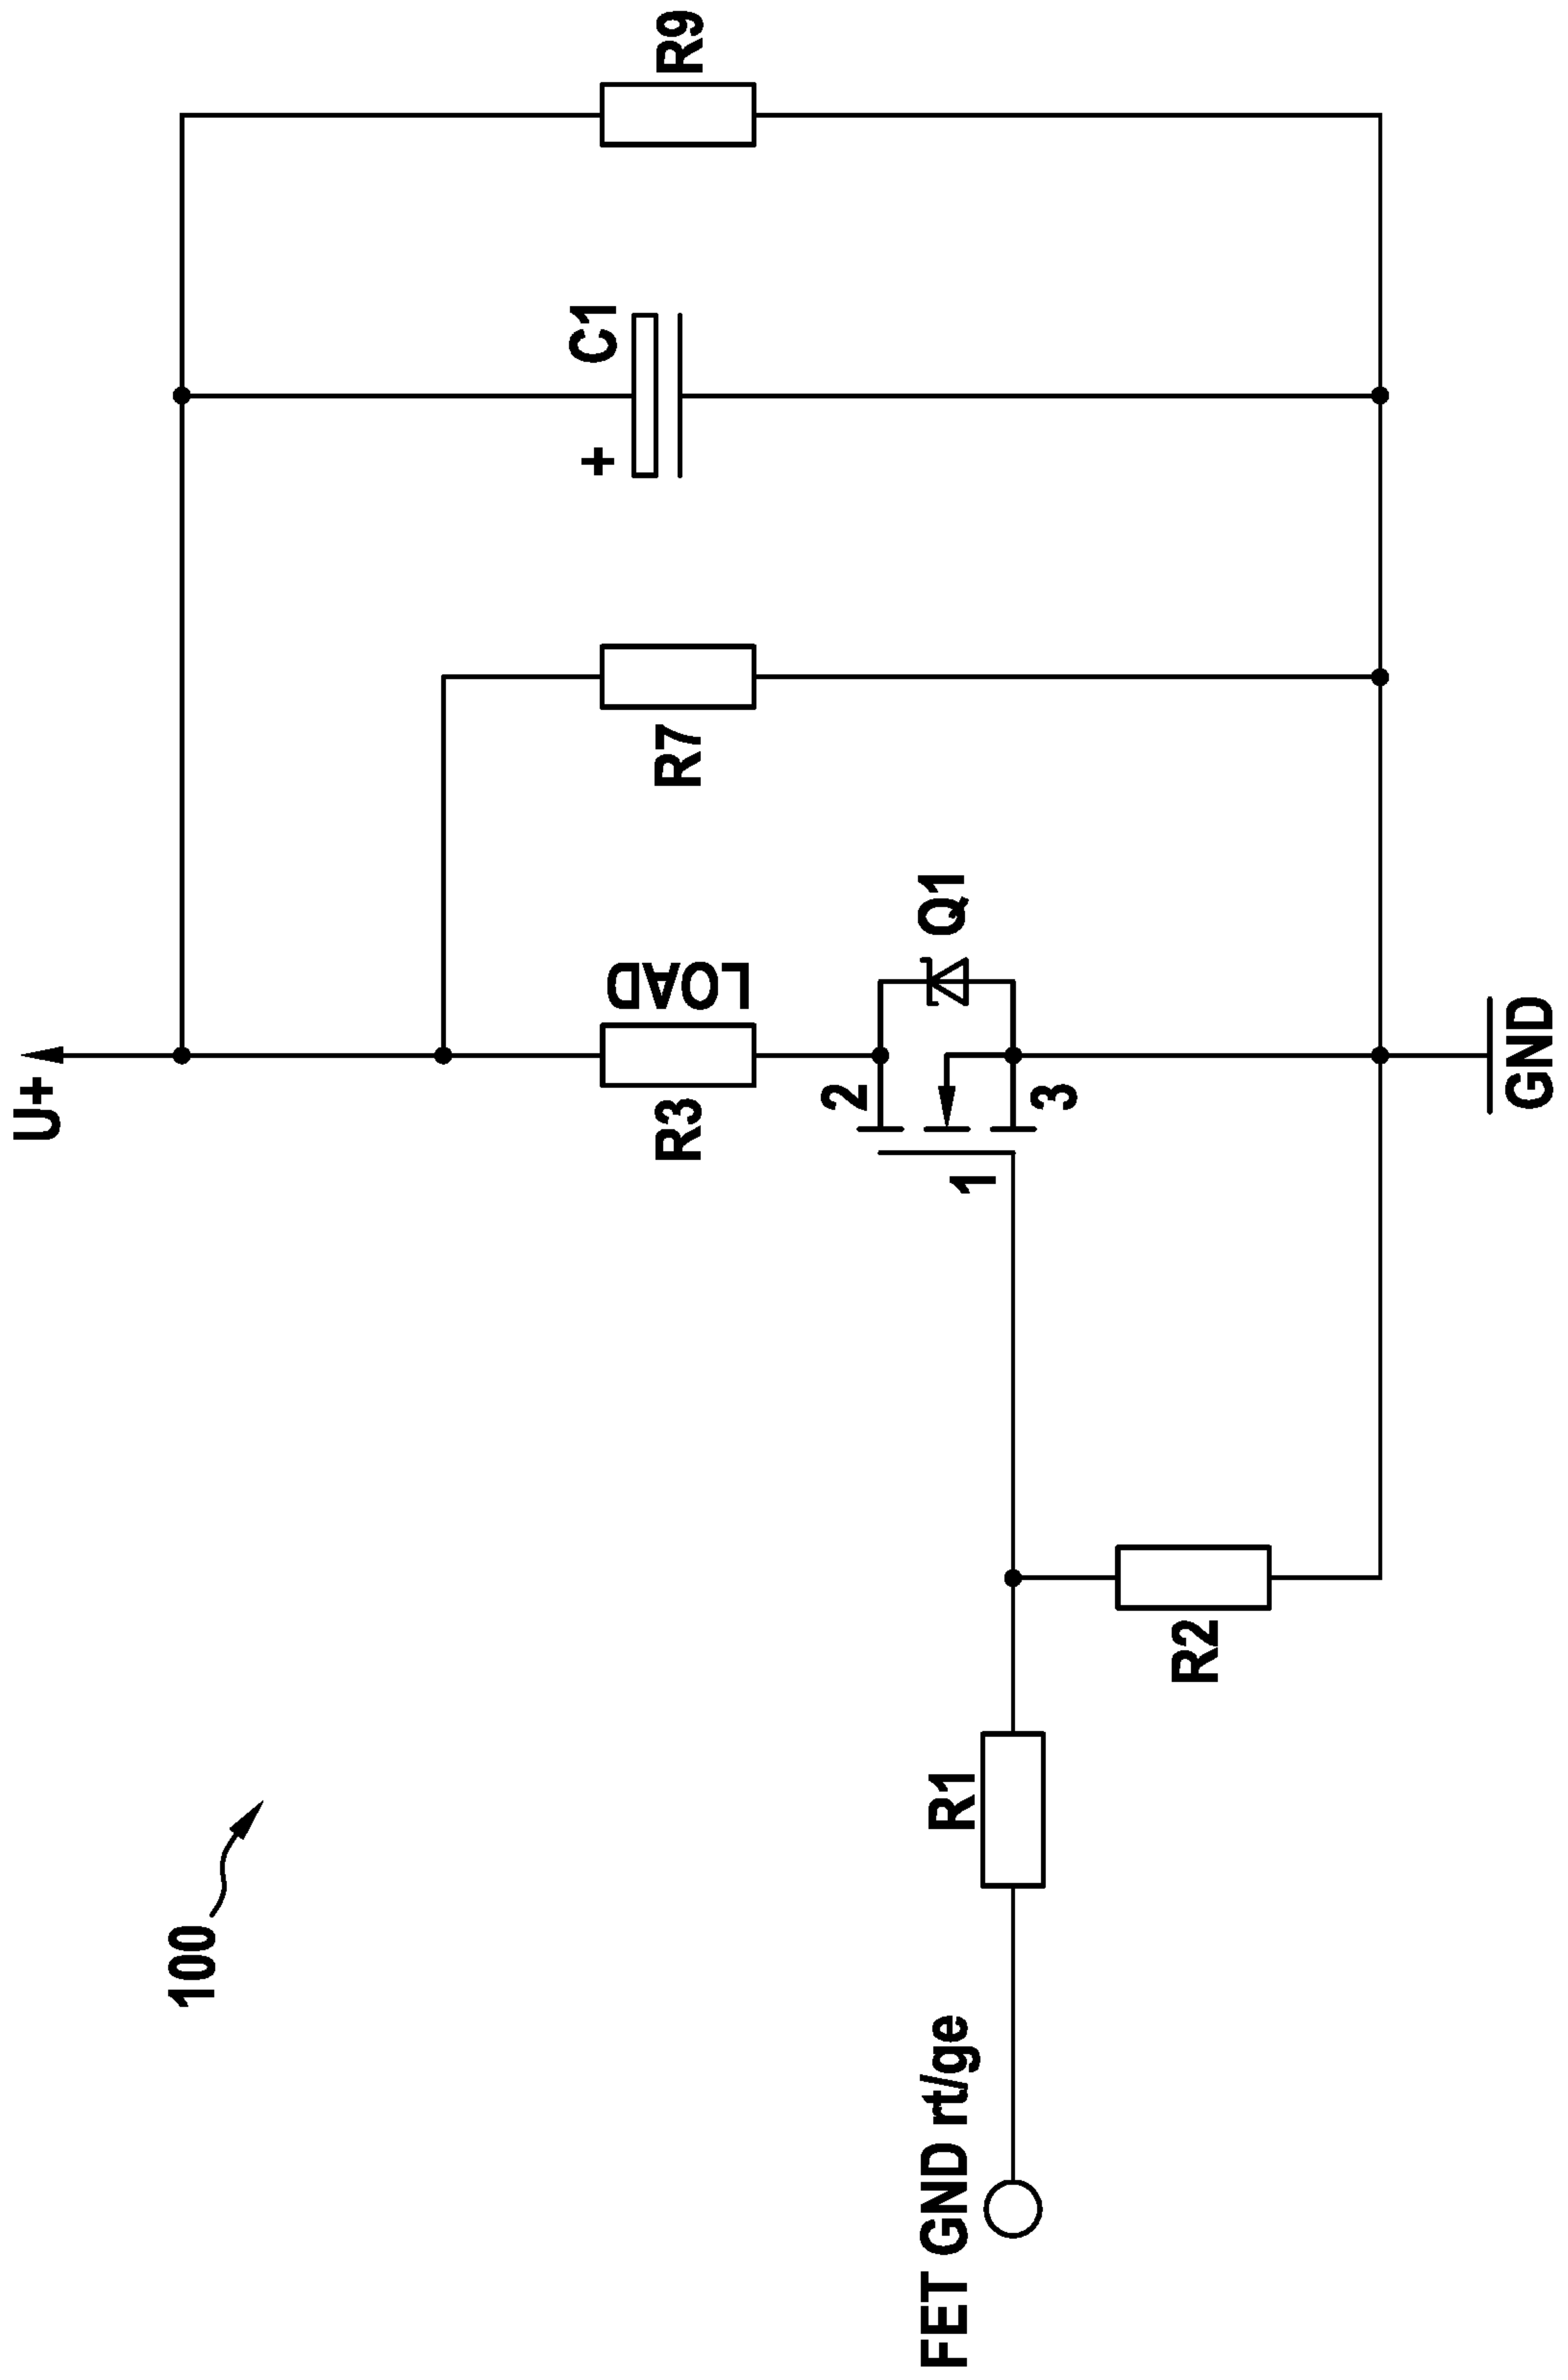 R9
C1
+
R7
LOAD
R3
Q1
2
3
1
U+
GND
R2
R1
100
FET GND rt/ge